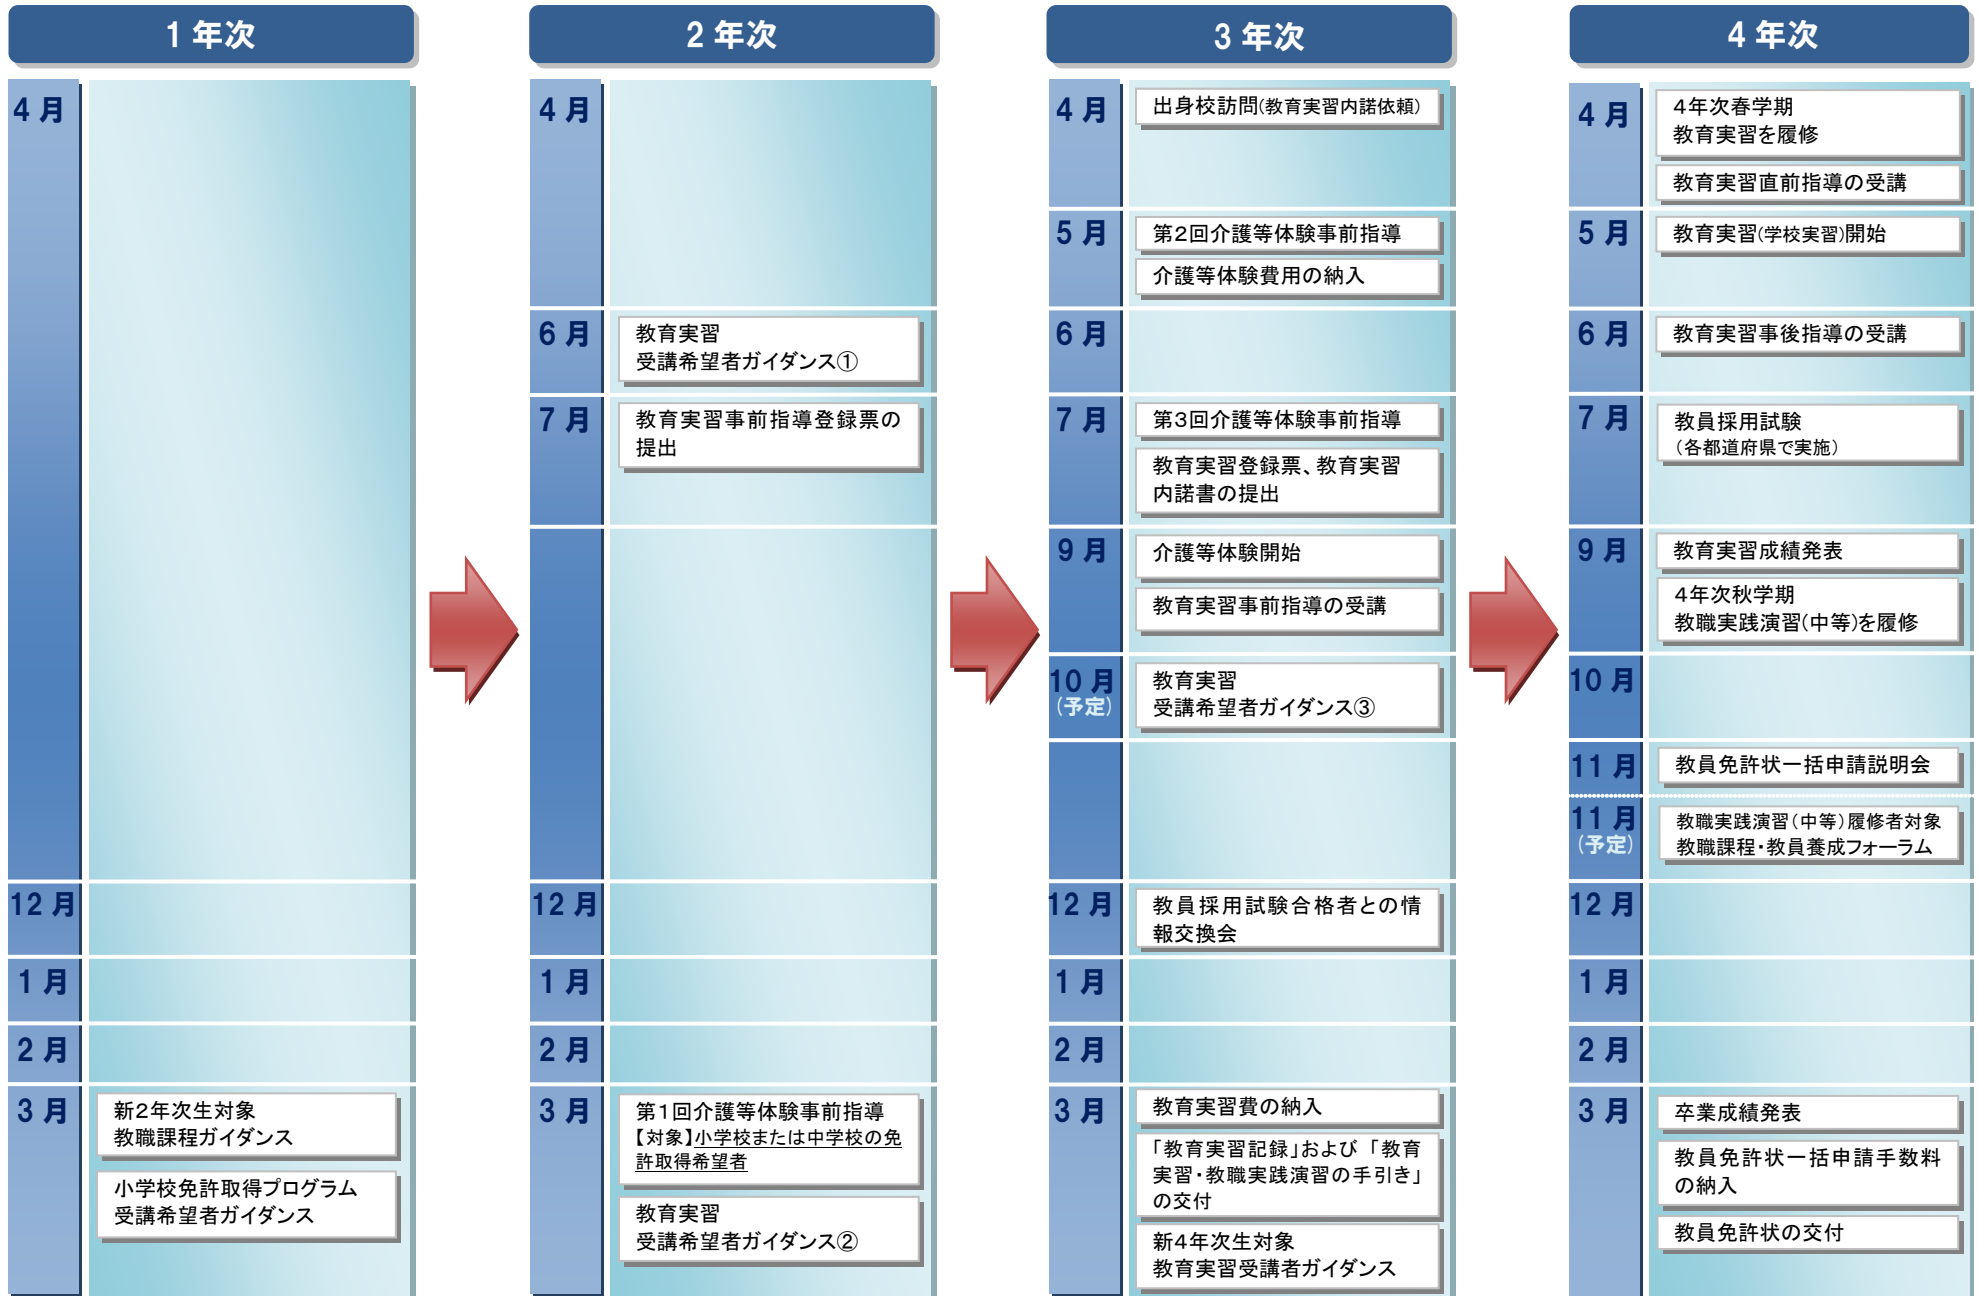 1 年次
4 月
12 月
1 月
2 月
3 月
新2年次生対象
教職課程ガイダンス
小学校免許取得プログラム
受講希望者ガイダンス
2 年次
4 月
6 月
教育実習
受講希望者ガイダンス①
7 月
教育実習事前指導登録票の
提出
12 月
1 月
2 月
3 月
第1回介護等体験事前指導
【対象】小学校または中学校の免
許取得希望者
教育実習
受講希望者ガイダンス②
3 年次
4 月
出身校訪問(教育実習内諾依頼)
5 月
第2回介護等体験事前指導
介護等体験費用の納入
6 月
7 月
第3回介護等体験事前指導
教育実習登録票、教育実習
内諾書の提出
9 月
介護等体験開始
教育実習事前指導の受講
10 月
(予定)
教育実習
受講希望者ガイダンス③
12 月
教員採用試験合格者との情
報交換会
1 月
2 月
3 月
教育実習費の納入
「教育実習記録」および「教育
実習・教職実践演習の手引き」
の交付
新4年次生対象
教育実習受講者ガイダンス
4 年次
4 月
4年次春学期
教育実習を履修
教育実習直前指導の受講
5 月
教育実習(学校実習)開始
6 月
教育実習事後指導の受講
7 月
教員採用試験
(各都道府県で実施)
9 月
教育実習成績発表
4年次秋学期
教職実践演習(中等)を履修
10 月
11 月
教員免許状一括申請説明会
11 月
(予定)
教職実践演習(中等)履修者対象
教職課程・教員養成フォーラム
12 月
1 月
2 月
3 月
卒業成績発表
教員免許状一括申請手数料
の納入
教員免許状の交付